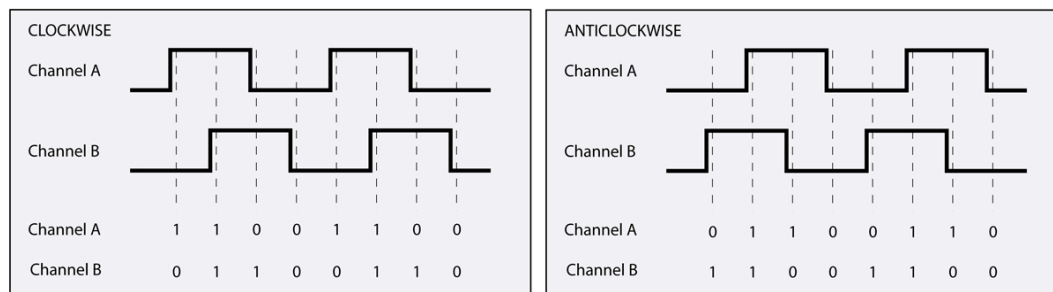 CLOCKWISE
Channel A
Channel B
Channel A 1 1 0 0 1 1 0 0
Channel B 0 1 1 0 0 1 1 0
ANTICLOCKWISE
Channel A
Channel B
Channel A 0 1 1 0 0 1 1 0
Channel B 1 1 0 0 1 1 0 0